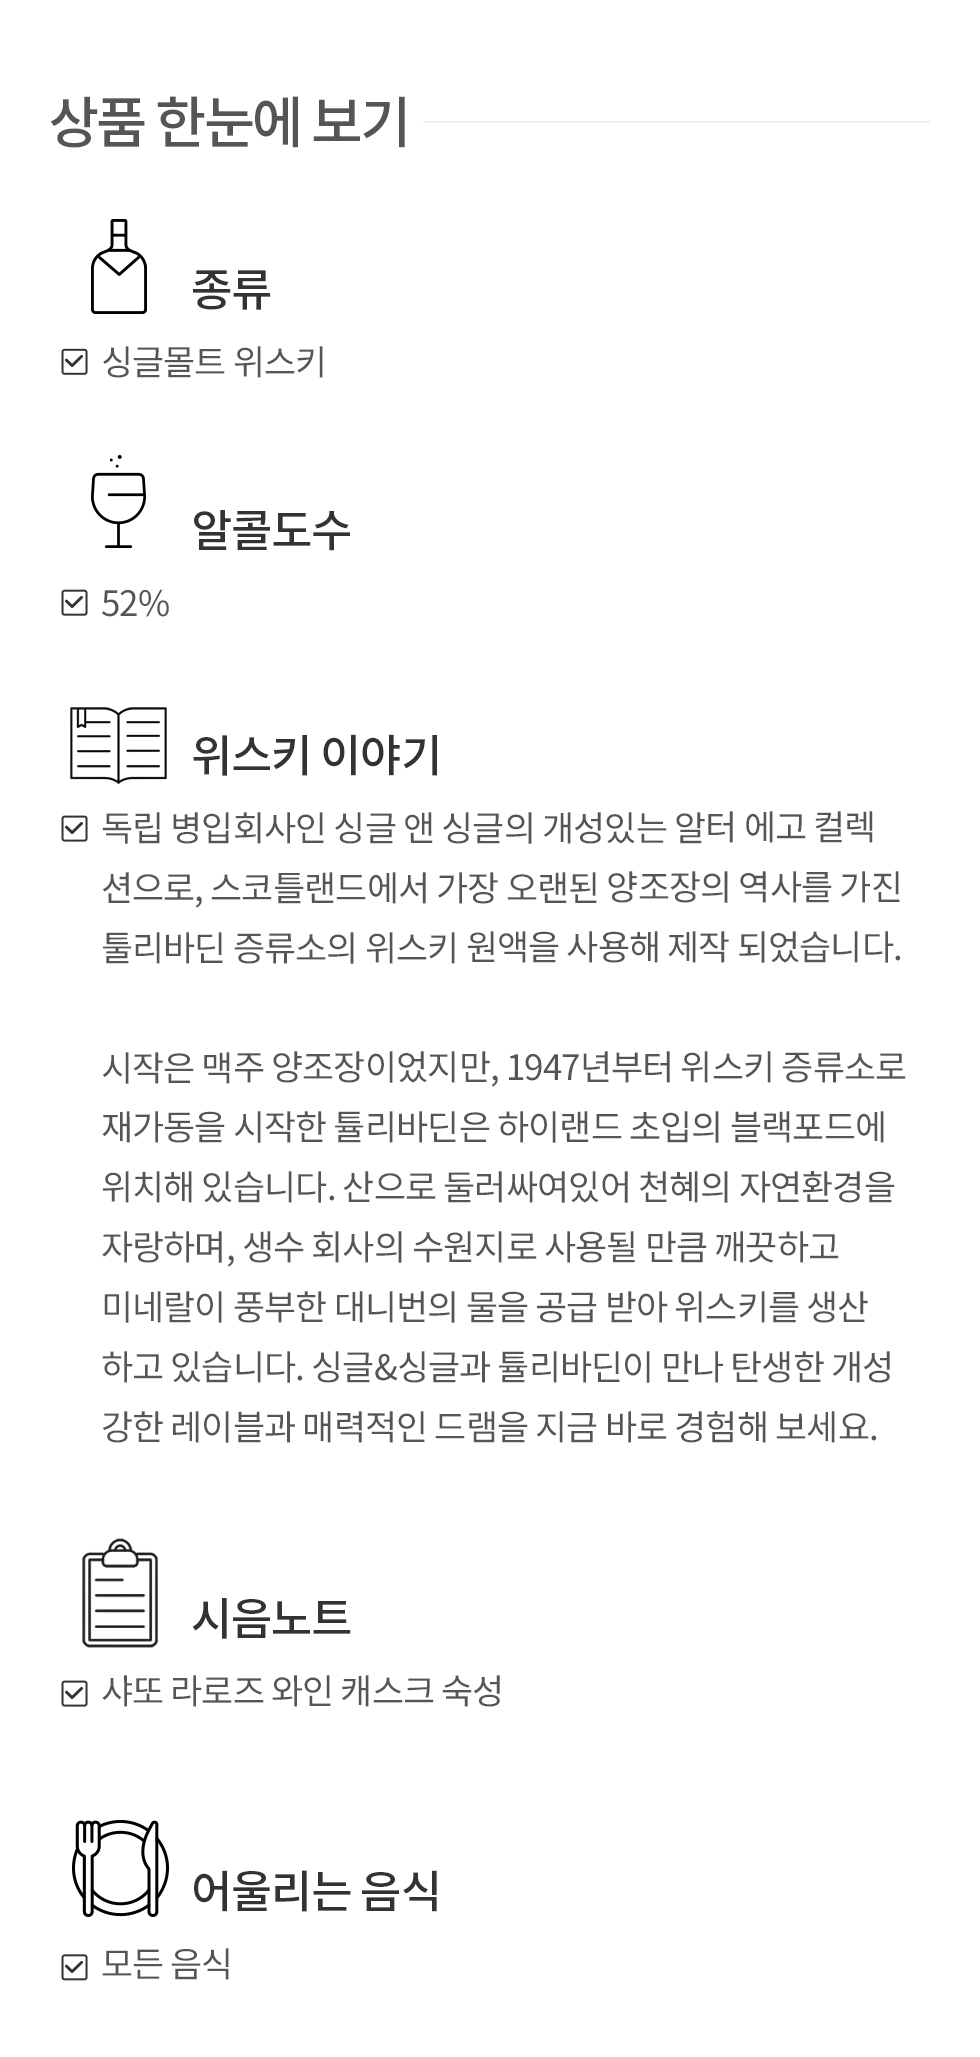 상품 한눈에 보기
종류
싱글몰트 위스키
알콜도수
52%
위스키 이야기
독립 병입회사인 싱글 앤 싱글의 개성있는 알터 에고 컬렉
션으로, 스코틀랜드에서 가장 오랜된 양조장의 역사를 가진
툴리바딘 증류소의 위스키 원액을 사용해 제작 되었습니다.
시작은 맥주 양조장이었지만, 1947년부터 위스키 증류소로
재가동을 시작한 튤리바딘은 하이랜드 초입의 블랙포드에
위치해 있습니다. 산으로 둘러싸여있어 천혜의 자연환경을
자랑하며, 생수 회사의 수원지로 사용될 만큼 깨끗하고
미네랄이 풍부한 대니번의 물을 공급 받아 위스키를 생산
하고 있습니다. 싱글&싱글과 튤리바딘이 만나 탄생한 개성
강한 레이블과 매력적인 드램을 지금 바로 경험해 보세요.
시음노트
샤또 라로즈 와인 캐스크 숙성
어울리는 음식
모든 음식